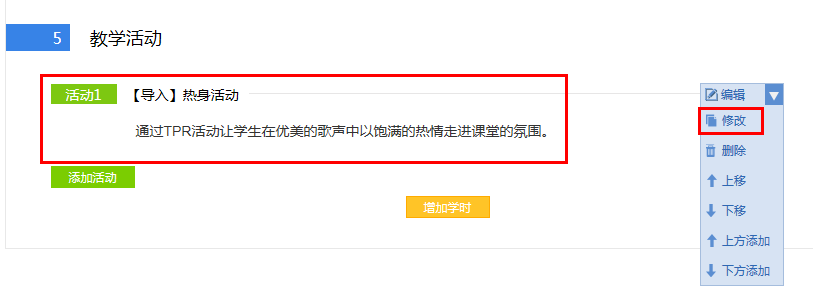 5 教学活动
活动1 【导入】热身活动
编辑
通过TPR活动让学生在优美的歌声中以饱满的热情走进课堂的氛围。
修改
删除
添加活动
上移
增加学时
下移
上方添加
下方添加